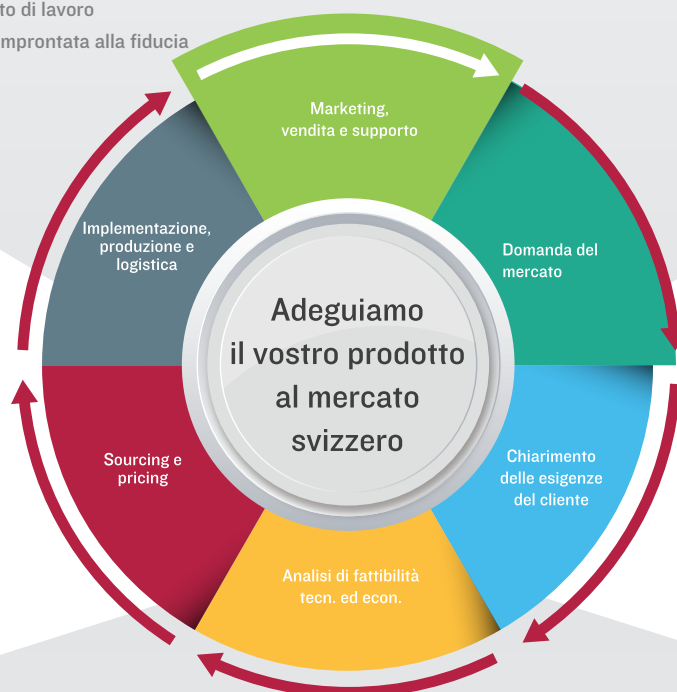 to di lavoro
mprontata alla fiducia
Marketing,
vendita e supporto
Domanda del
mercato
Chiarimento
delle esigenze
del cliente
Analisi di fattibilità
tecn. ed econ.
Sourcing e
pricing
Implementazione,
produzione e
logistica
Adeguiamo
il vostro prodotto
al mercato
svizzero